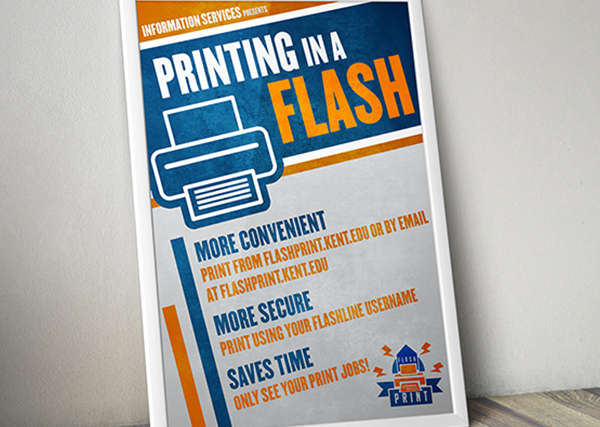 INFORMATION SERVICES PRESENTS
PRINTING IN A
FLASH
MORE CONVENIENT
PRINT FROM FLASHPRINT.KENT.EDU OR BY EMAIL
AT FLASHPRINT.KENT.EDU
MORE SECURE
PRINT USING YOUR FLASHLINE USERNAME
SAVES TIME
ONLY SEE YOUR PRINT JOBS!
FLASH
PRINT